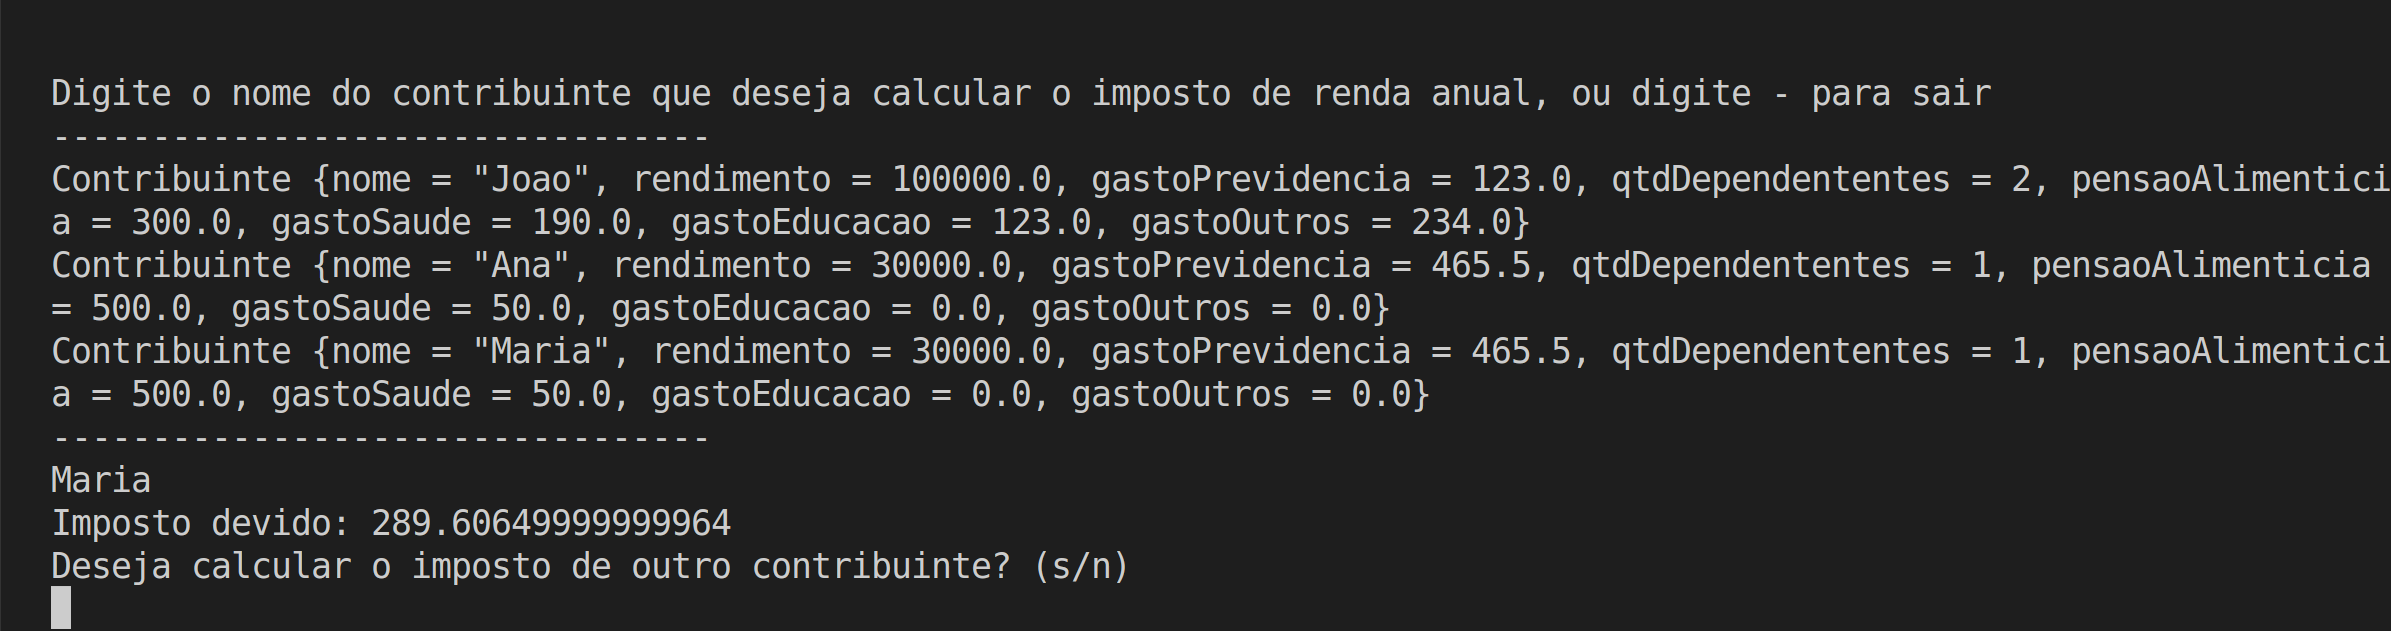 Digite o nome do contribuinte que deseja calcular o imposto de renda anual, ou digite - para sair
---------------------------------
Contribuinte {nome = "Joao", rendimento = 100000.0, gastoPrevidencia = 123.0, qtdDependententes = 2, pensaoAlimentici
a = 300.0, gastoSaude = 190.0, gastoEducacao = 123.0, gastoOutros = 234.0}
Contribuinte {nome = "Ana", rendimento = 30000.0, gastoPrevidencia = 465.5, qtdDependententes = 1, pensaoAlimenticia
= 500.0, gastoSaude = 50.0, gastoEducacao = 0.0, gastoOutros = 0.0}
Contribuinte {nome = "Maria", rendimento = 30000.0, gastoPrevidencia = 465.5, qtdDependententes = 1, pensaoAlimentici
a = 500.0, gastoSaude = 50.0, gastoEducacao = 0.0, gastoOutros = 0.0}
---------------------------------
Maria
Imposto devido: 289.60649999999964
Deseja calcular o imposto de outro contribuinte? (s/n)